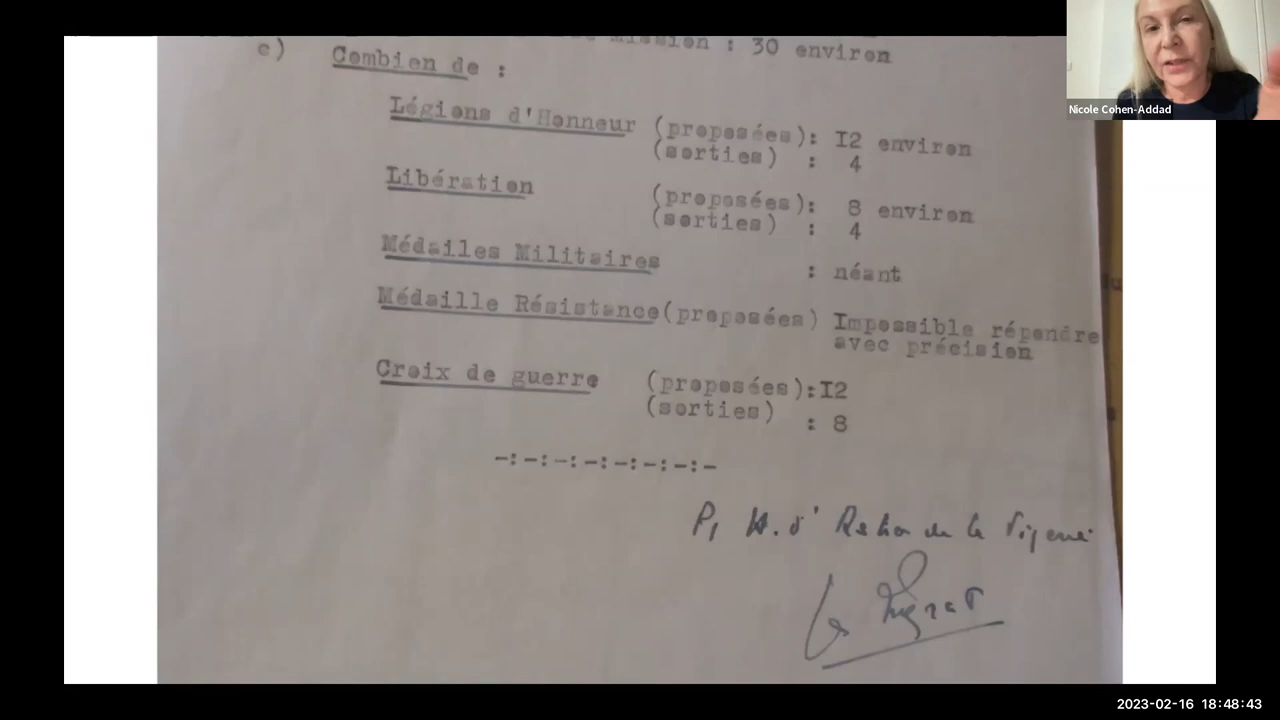 Mission : 30 environ
c) Combien de :
Légions d'Honneur (proposées): I2 environ
(sorties) : 4
Libération (proposées): 8 environ
(sorties) : 4
Médailes Militaires : néant
Médaille Résistance(proposées) Impossible répondre
avec précision
Croix de guerre (proposées):I2
(sorties) : 8
-:-:-:-:-:-:-:-
Nicole Cohen-Addad
2023-02-16 18:48:43